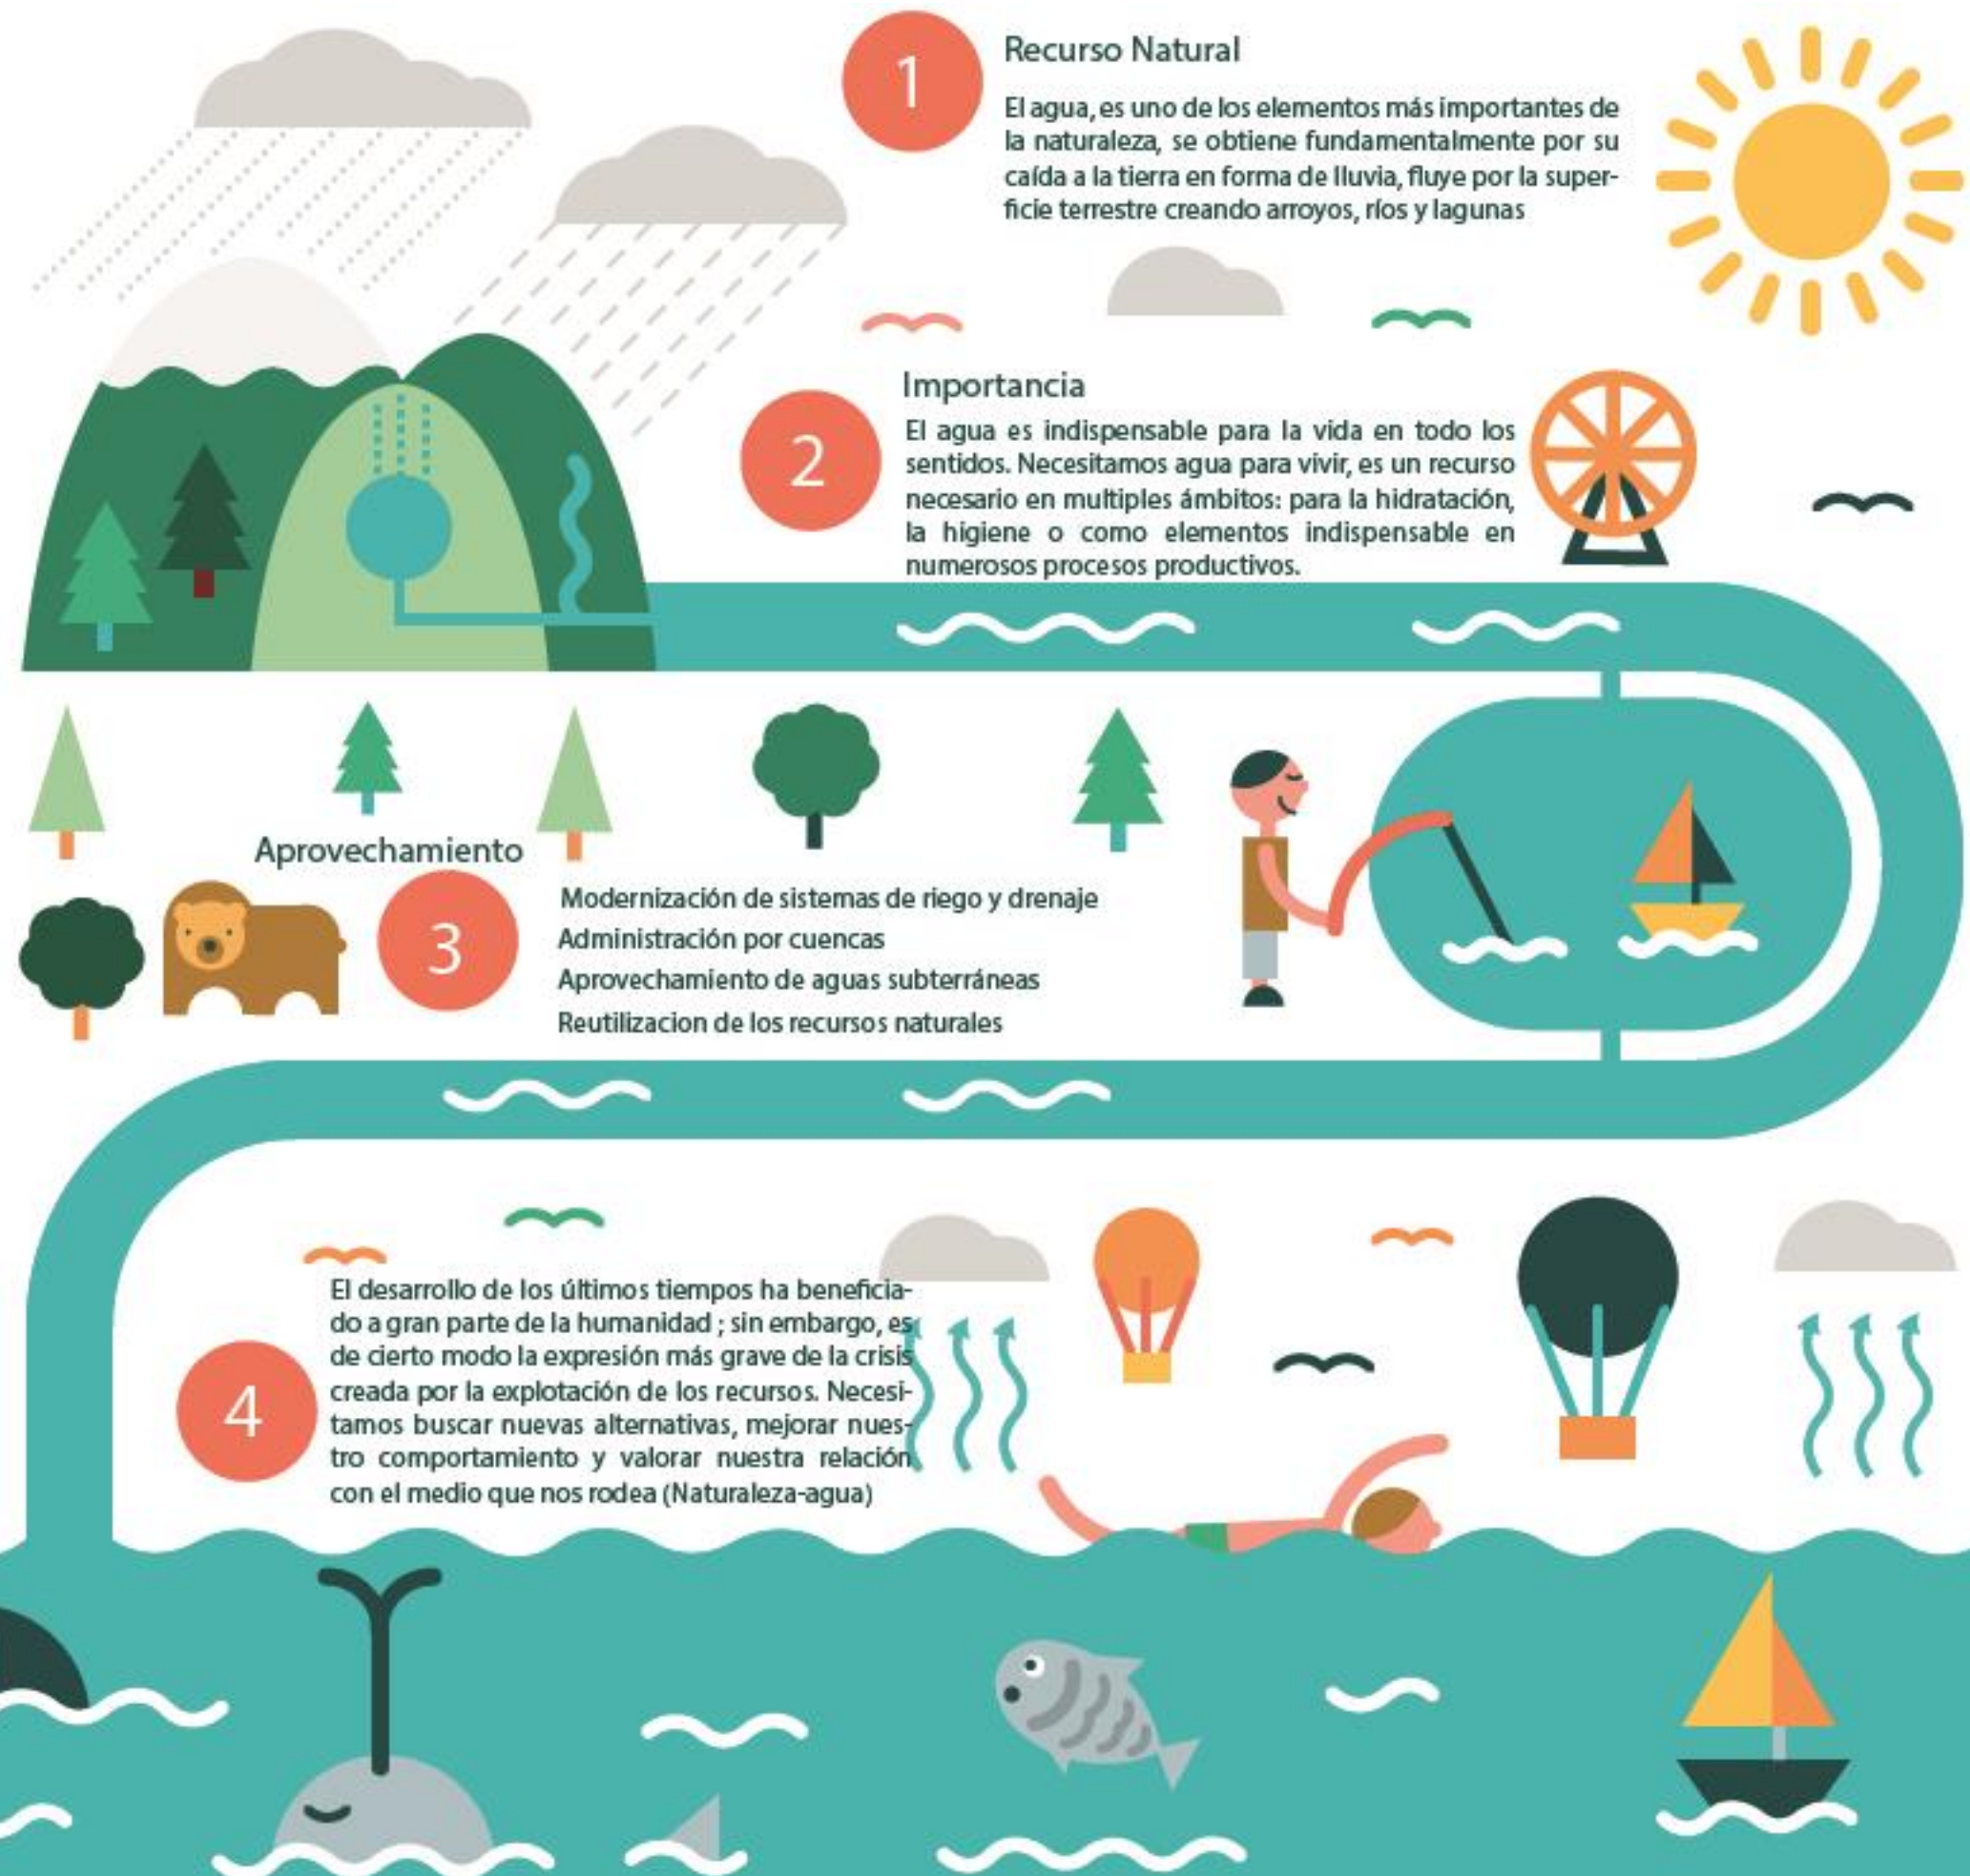 1
Recurso Natural
El agua, es uno de los elementos más importantes de
la naturaleza, se obtiene fundamentalmente por su
caída a la tierra en forma de lluvia, fluye por la super-
ficie terrestre creando arroyos, ríos y lagunas
2
Importancia
El agua es indispensable para la vida en todo los
sentidos. Necesitamos agua para vivir, es un recurso
necesario en multiples ámbitos: para la hidratación,
la higiene o como elementos indispensable en
numerosos procesos productivos.
Aprovechamiento
3
Modernización de sistemas de riego y drenaje
Administración por cuencas
Aprovechamiento de aguas subterráneas
Reutilizacion de los recursos naturales
4
El desarrollo de los últimos tiempos ha beneficia-
do a gran parte de la humanidad ; sin embargo, es
de cierto modo la expresión más grave de la crisis
creada por la explotación de los recursos. Necesi-
tamos buscar nuevas alternativas, mejorar nues-
tro comportamiento y valorar nuestra relación
con el medio que nos rodea (Naturaleza-agua)